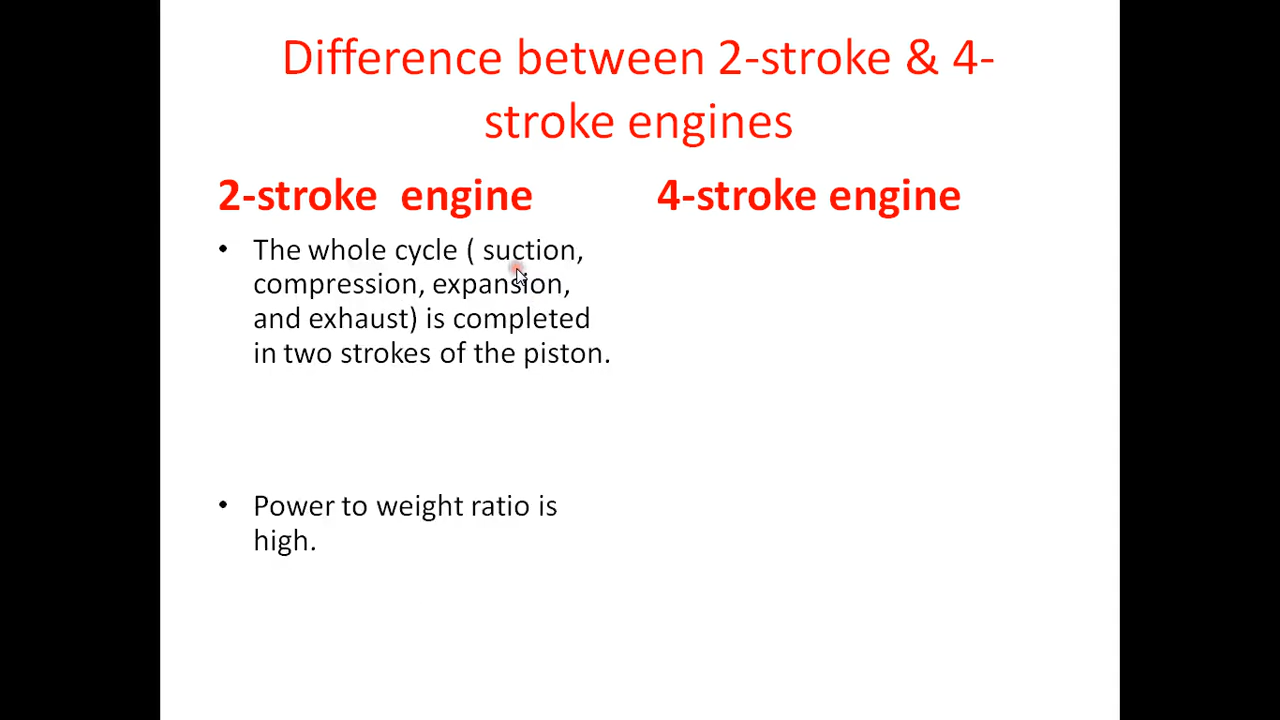 Difference between 2-stroke & 4-
stroke engines
2-stroke engine
4-stroke engine
• The whole cycle ( suction,
compression, expansion,
and exhaust) is completed
in two strokes of the piston.
• Power to weight ratio is
high.